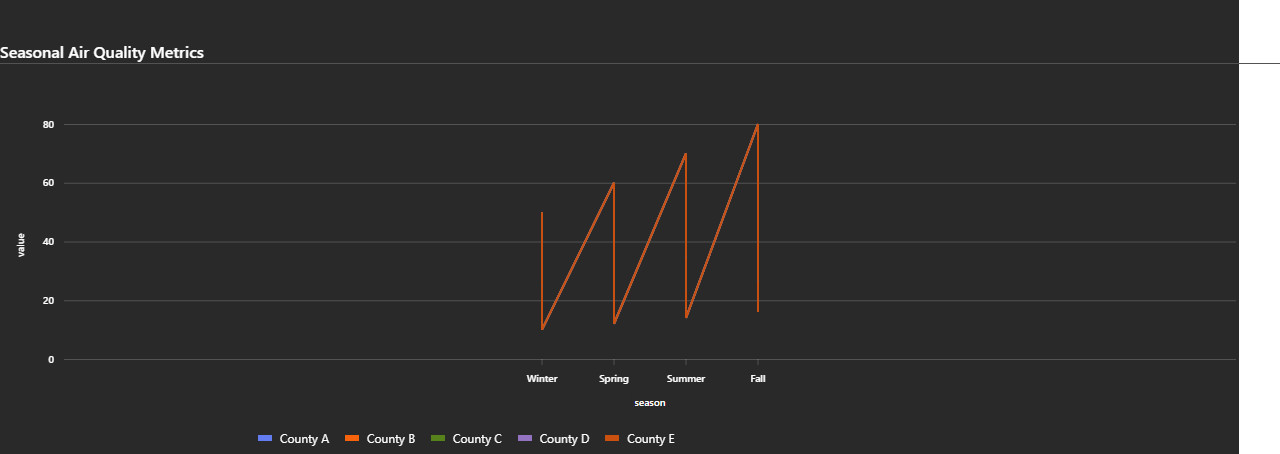 Seasonal Air Quality Metrics
80
60
40
20
0
value
Winter Spring Summer Fall
season
County A County B County C County D County E